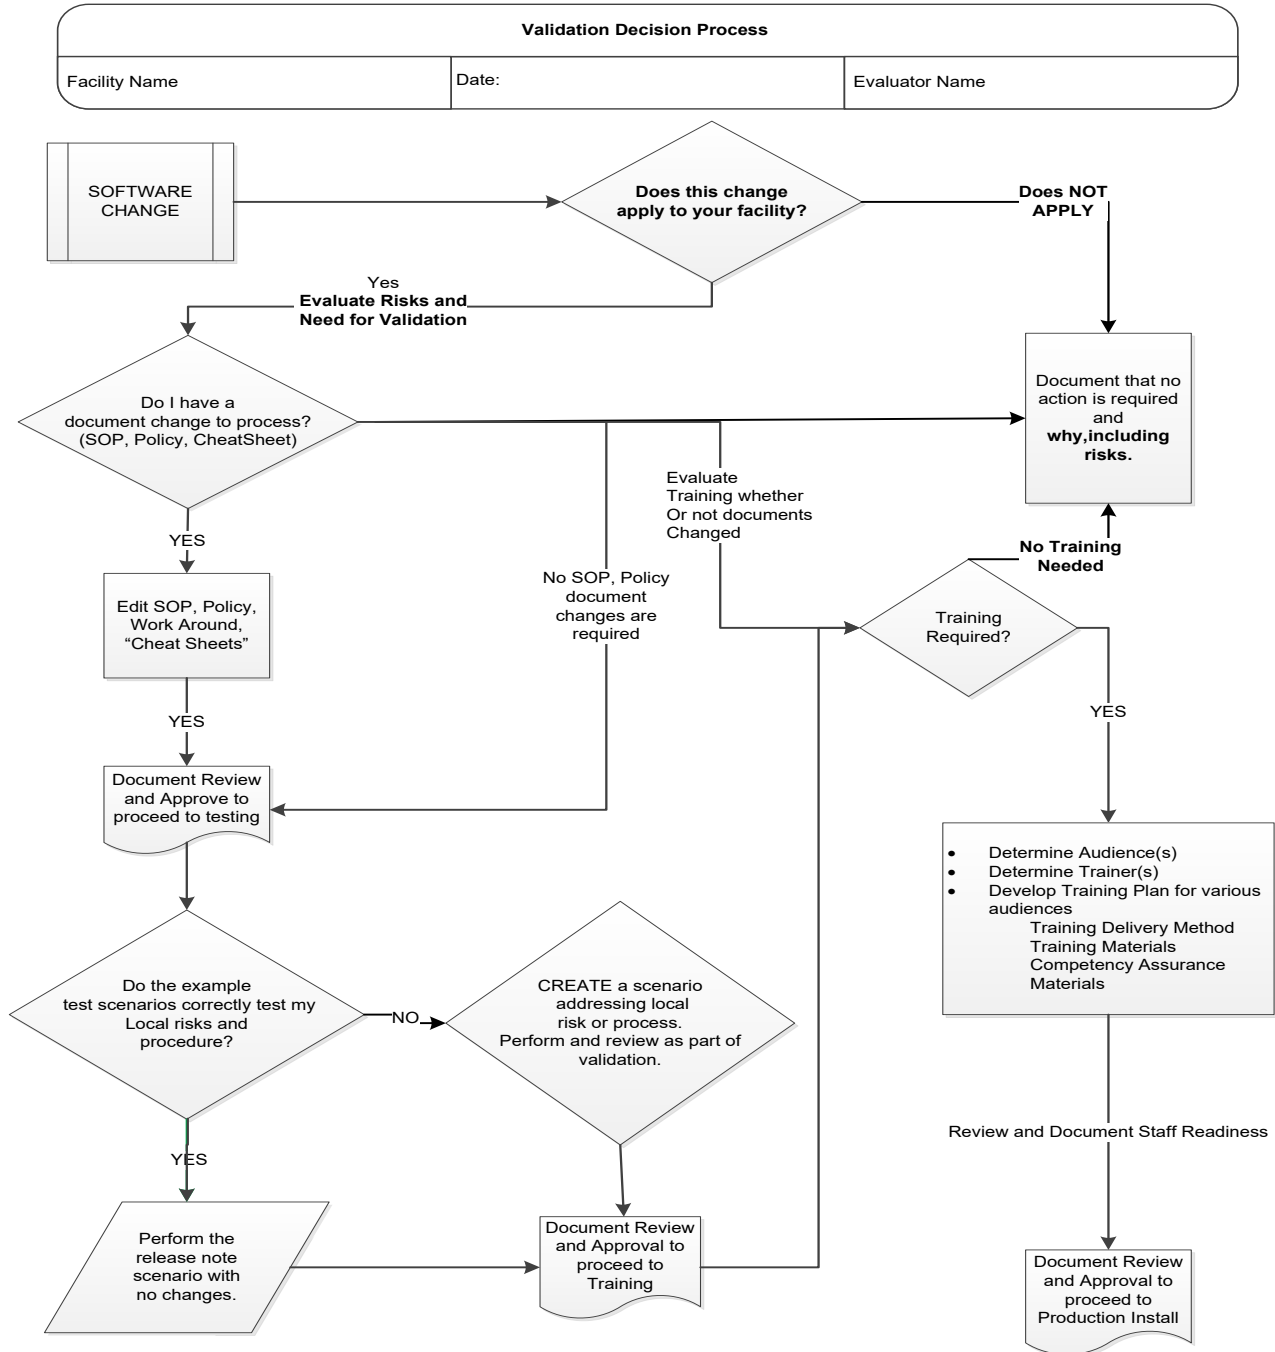 Validation Decision Process
Facility Name
Date:
Evaluator Name
SOFTWARE
CHANGE
Does this change
apply to your facility?
Does NOT
APPLY
Yes
Evaluate Risks and
Need for Validation
Do I have a
document change to process?
(SOP, Policy, CheatSheet)
Document that no
action is required
and
why,including
risks.
Evaluate
Training whether
Or not documents
Changed
YES
No Training
Needed
No SOP, Policy
document
changes are
required
Edit SOP, Policy,
Work Around,
“Cheat Sheets”
Training
Required?
YES
YES
Document Review
and Approve to
proceed to testing
• Determine Audience(s)
• Determine Trainer(s)
• Develop Training Plan for various
audiences
Training Delivery Method
Training Materials
Competency Assurance
Materials
Do the example
test scenarios correctly test my
Local risks and
procedure?
NO
CREATE a scenario
addressing local
risk or process.
Perform and review as part of
validation.
Review and Document Staff Readiness
YES
Perform the
release note
scenario with
no changes.
Document Review
and Approval to
proceed to
Training
Document Review
and Approval to
proceed to
Production Install